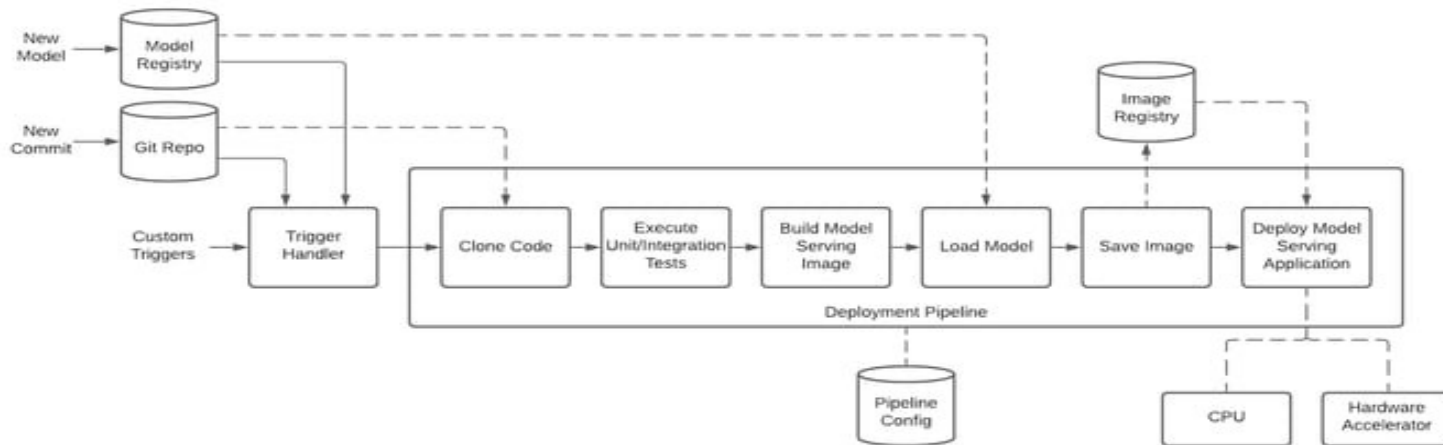 New
Model
Model
Registry
New
Commit
Git Repo
Image
Registry
Custom
Triggers
Trigger
Handler
Clone Code
Execute
Unit/Integration
Tests
Build Model
Serving
Image
Load Model
Save Image
Deploy Model
Serving
Application
Deployment Pipeline
Pipeline
Config
CPU
Hardware
Accelerator